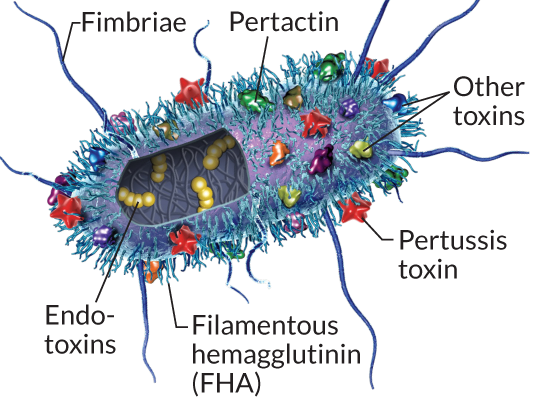 Fimbriae
Pertactin
Other
toxins
Pertussis
toxin
Endo-
toxins
Filamentous
hemagglutinin
(FHA)